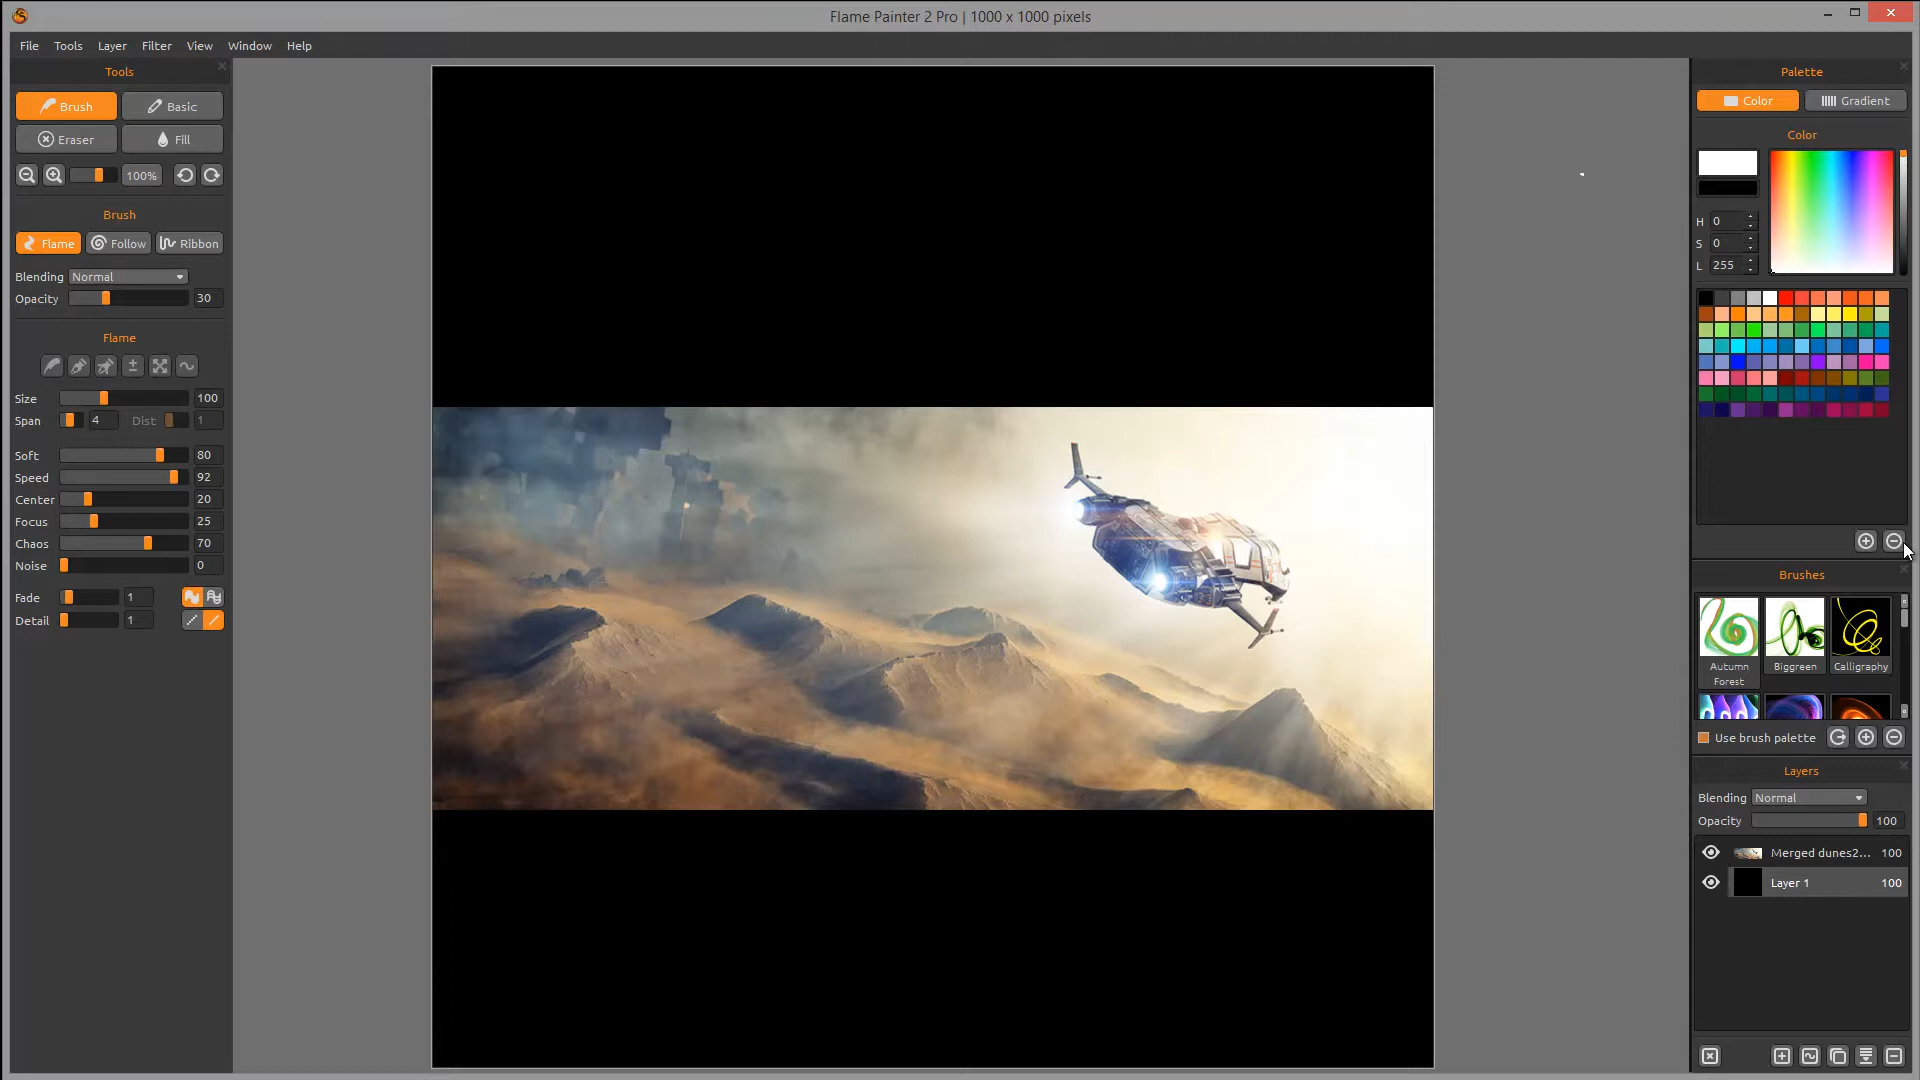 Flame Painter 2 Pro | 1000 x 1000 pixels
File Tools Layer Filter View Window Help
Tools
Brush Basic
Eraser Fill
100%
Brush
Flame Follow Ribbon
Blending Normal
Opacity 30
Flame
Size 100
Span 4 Dist 1
Soft 80
Speed 92
Center 20
Focus 25
Chaos 70
Noise 0
Fade 1
Detail 1
Palette
Color Gradient
Color
H 0
S 0
L 255
Brushes
Autumn Forest
Biggreen
Calligraphy
Use brush palette
Layers
Blending Normal
Opacity 100
Merged dunes2... 100
Layer 1 100